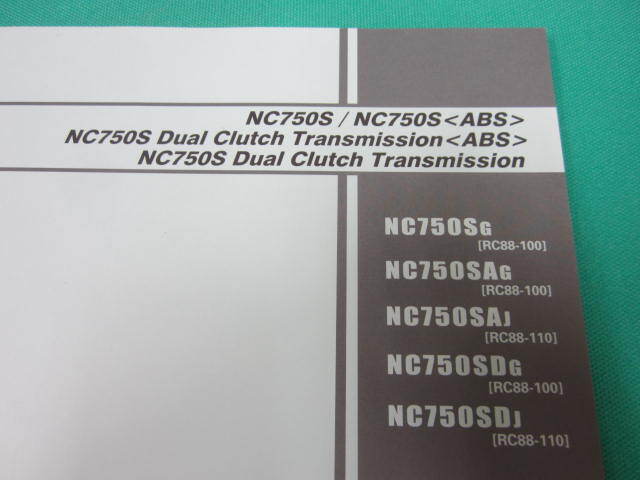 NC750S / NC750S<ABS>
NC750S Dual Clutch Transmission<ABS>
NC750S Dual Clutch Transmission
NC750SG
[RC88-100]
NC750SAG
[RC88-100]
NC750SAJ
[RC88-110]
NC750SDG
[RC88-100]
NC750SDJ
[RC88-110]